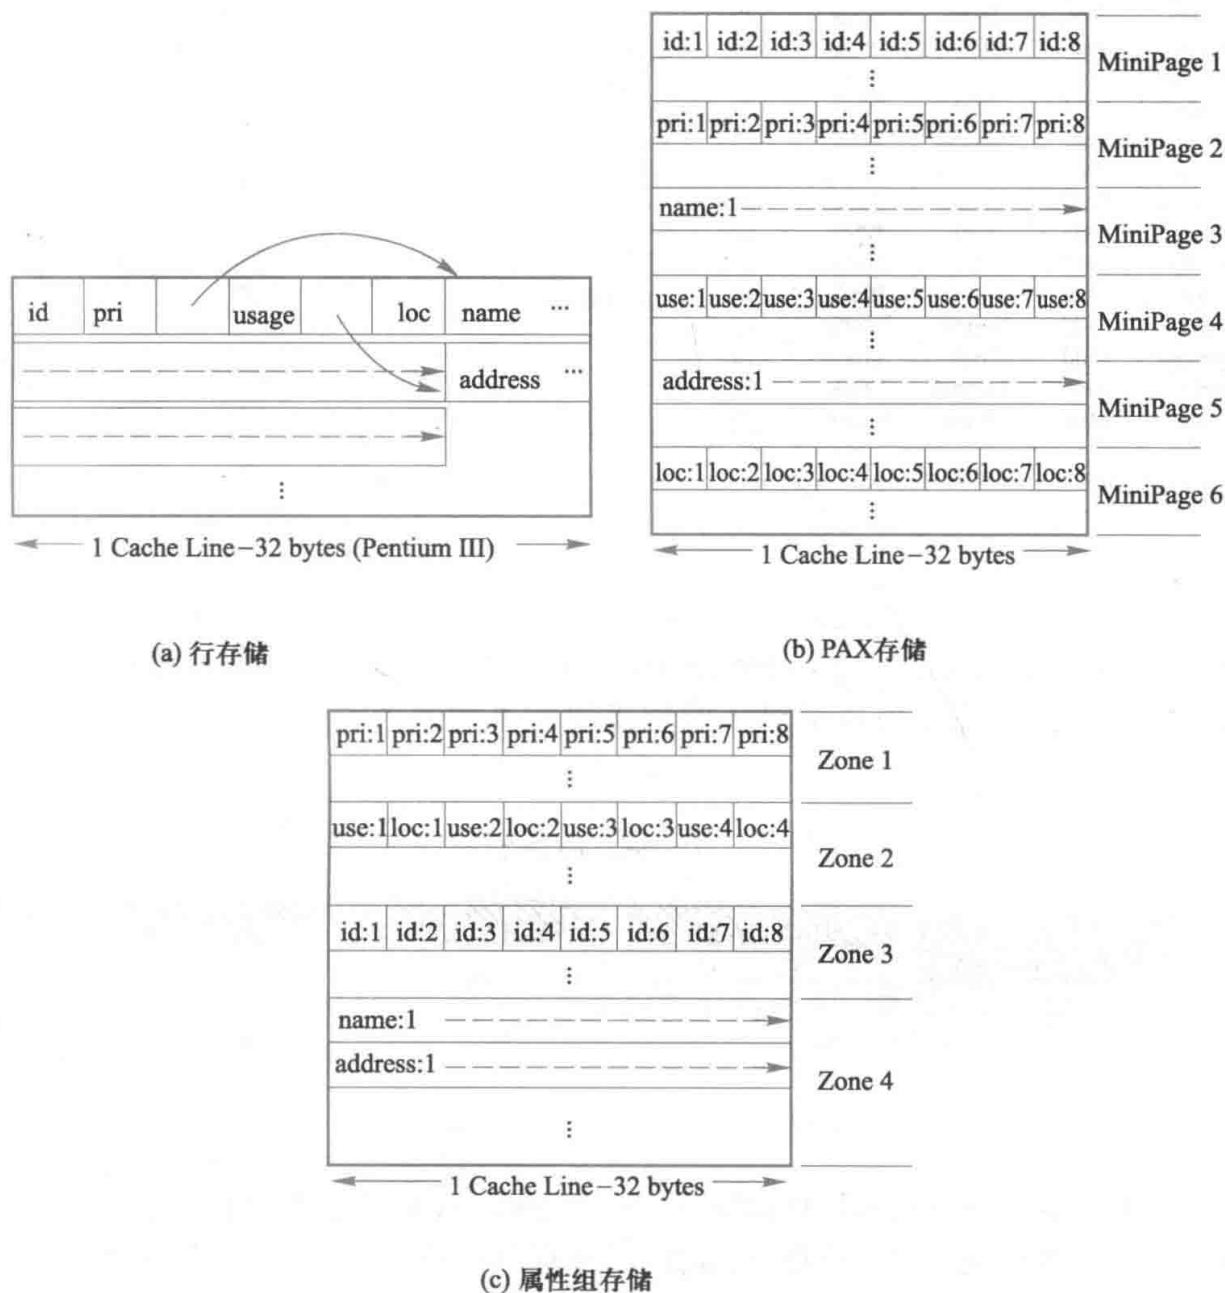 id pri usage loc name …
address …
⋮
1 Cache Line-32 bytes (Pentium III)
(a) 行存储
id:1 id:2 id:3 id:4 id:5 id:6 id:7 id:8
⋮
MiniPage 1
pri:1 pri:2 pri:3 pri:4 pri:5 pri:6 pri:7 pri:8
⋮
MiniPage 2
name:1
⋮
MiniPage 3
use:1 use:2 use:3 use:4 use:5 use:6 use:7 use:8
⋮
MiniPage 4
address:1
⋮
MiniPage 5
loc:1 loc:2 loc:3 loc:4 loc:5 loc:6 loc:7 loc:8
⋮
MiniPage 6
1 Cache Line-32 bytes
(b) PAX存储
pri:1 pri:2 pri:3 pri:4 pri:5 pri:6 pri:7 pri:8
⋮
Zone 1
use:1 loc:1 use:2 loc:2 use:3 loc:3 use:4 loc:4
⋮
Zone 2
id:1 id:2 id:3 id:4 id:5 id:6 id:7 id:8
⋮
Zone 3
name:1
address:1
⋮
Zone 4
1 Cache Line-32 bytes
(c) 属性组存储